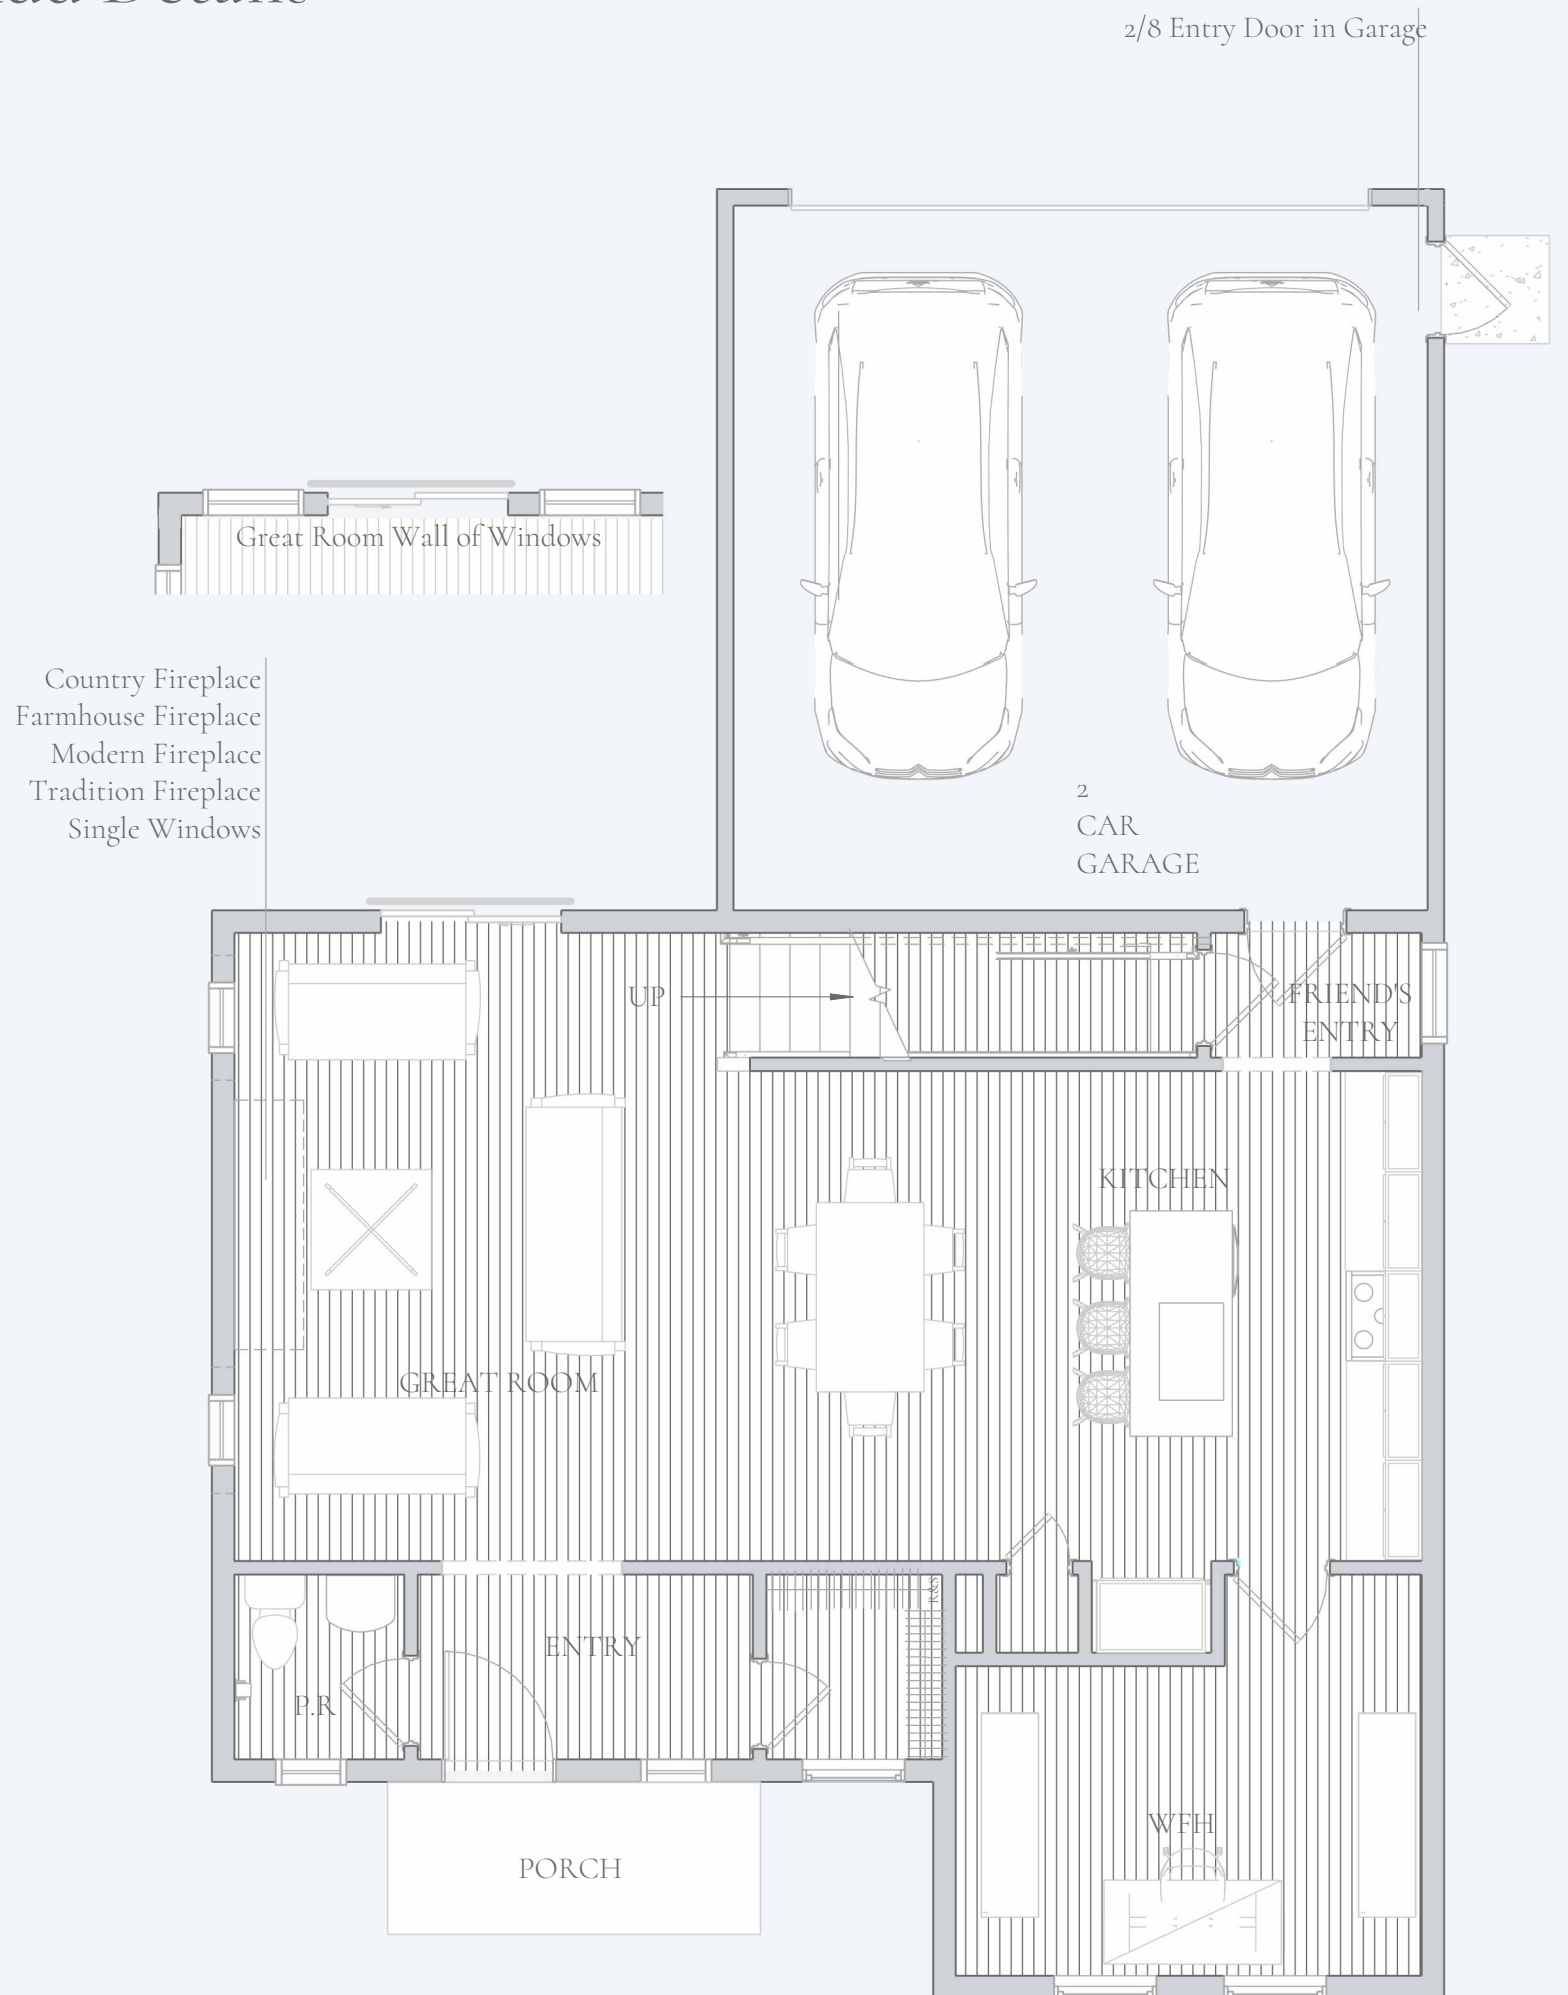 2/8 Entry Door in Garage
Great Room Wall of Windows
Country Fireplace
Farmhouse Fireplace
Modern Fireplace
Tradition Fireplace
Single Windows
2
CAR
GARAGE
UP
FRIEND'S
ENTRY
KITCHEN
GREAT ROOM
R&S
ENTRY
P.R
WFH
PORCH